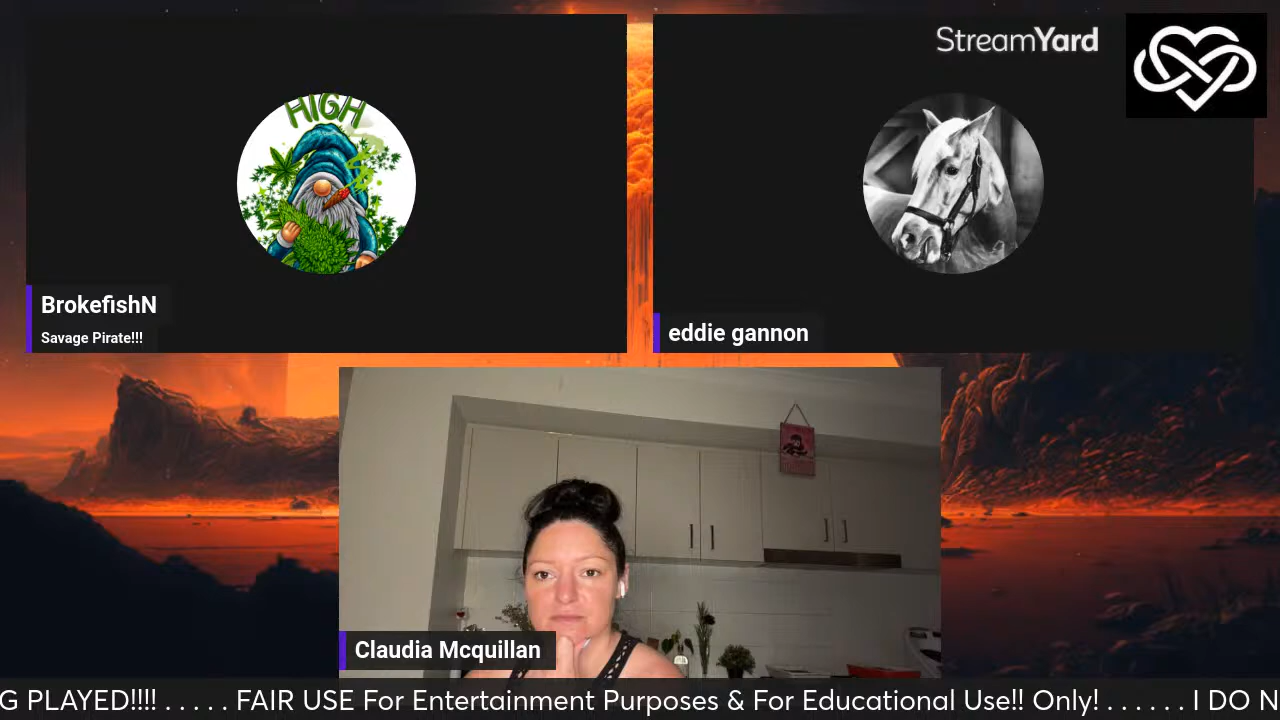 StreamYard
HIGH
BrokefishN
Savage Pirate!!!
eddie gannon
Claudia Mcquillan
G PLAYED!!!! . . . . . FAIR USE For Entertainment Purposes & For Educational Use!! Only! . . . . . . I DO N